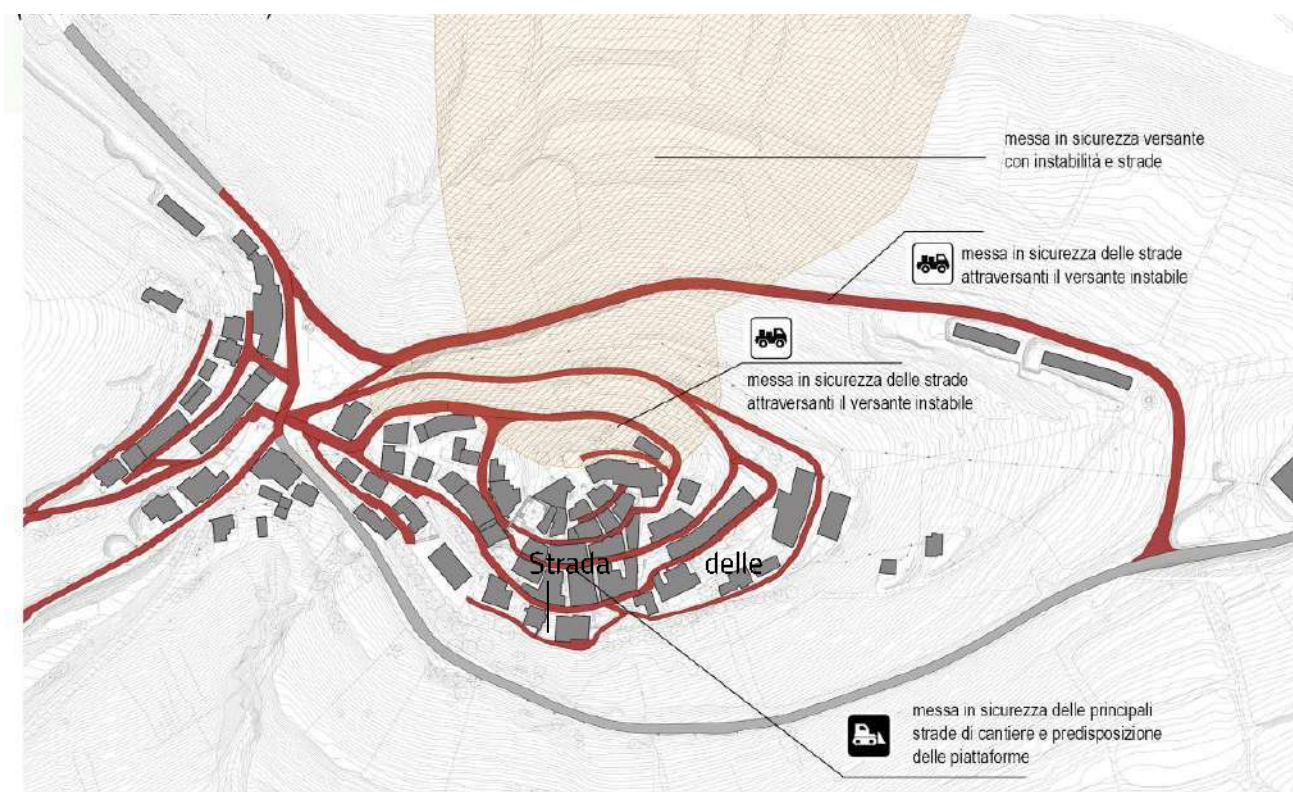 messa in sicurezza versante
con instabilità e strade
messa in sicurezza delle strade
attraversanti il versante instabile
messa in sicurezza delle strade
attraversanti il versante instabile
Strada delle
messa in sicurezza delle principali
strade di cantiere e predisposizione
delle piattaforme